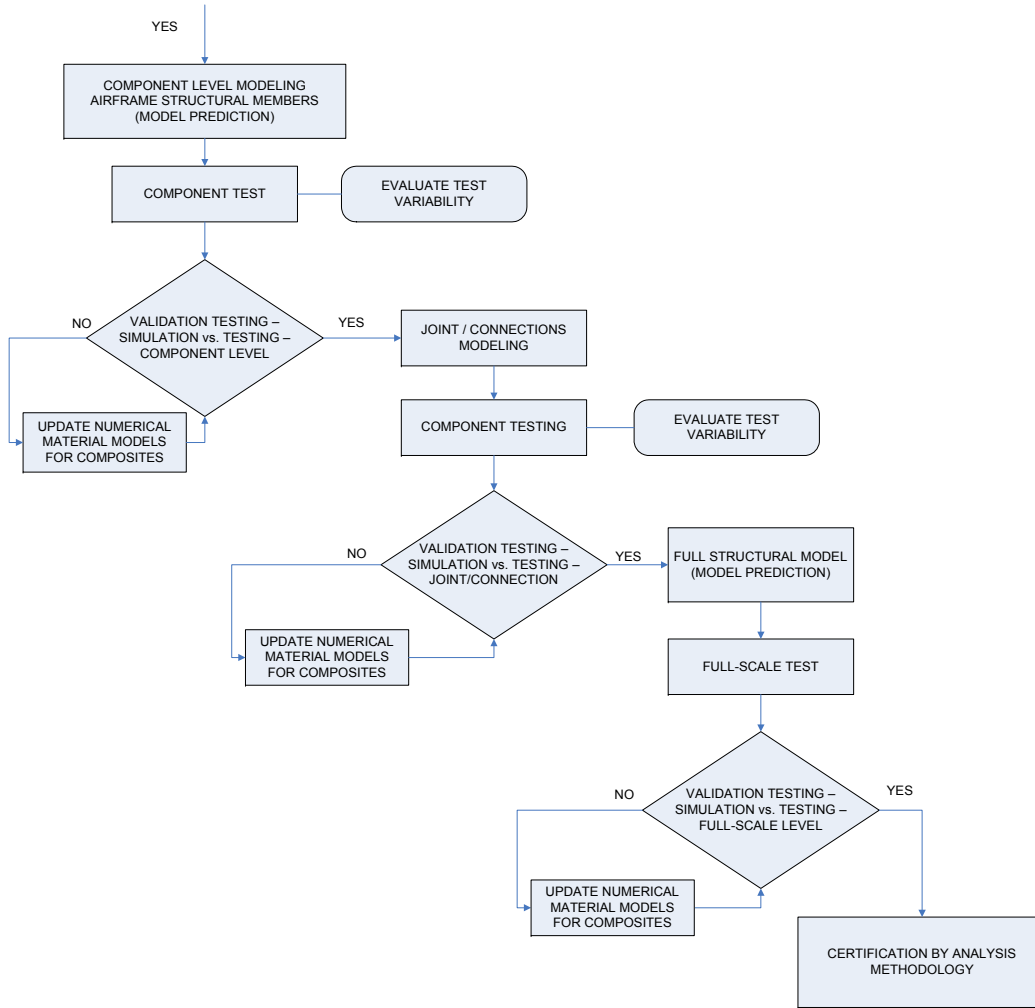 YES
COMPONENT LEVEL MODELING
AIRFRAME STRUCTURAL MEMBERS
(MODEL PREDICTION)
COMPONENT TEST
EVALUATE TEST
VARIABILITY
NO
VALIDATION TESTING –
SIMULATION vs. TESTING –
COMPONENT LEVEL
YES
JOINT / CONNECTIONS
MODELING
UPDATE NUMERICAL
MATERIAL MODELS
FOR COMPOSITES
COMPONENT TESTING
EVALUATE TEST
VARIABILITY
NO
VALIDATION TESTING –
SIMULATION vs. TESTING –
JOINT/CONNECTION
YES
FULL STRUCTURAL MODEL
(MODEL PREDICTION)
UPDATE NUMERICAL
MATERIAL MODELS
FOR COMPOSITES
FULL-SCALE TEST
NO
VALIDATION TESTING –
SIMULATION vs. TESTING –
FULL-SCALE LEVEL
YES
UPDATE NUMERICAL
MATERIAL MODELS
FOR COMPOSITES
CERTIFICATION BY ANALYSIS
METHODOLOGY